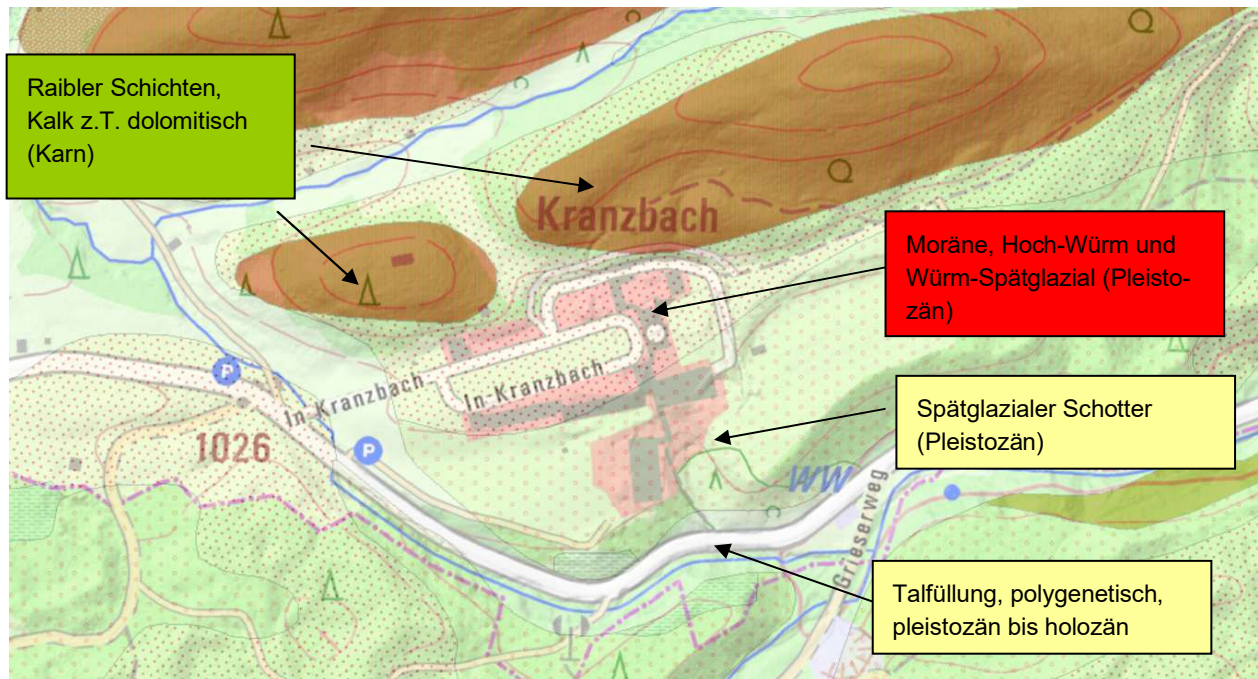 Raibler Schichten,
Kalk z.T. dolomitisch
(Karn)
Kranzbach
Moräne, Hoch-Würm und
Würm-Spätglazial (Pleisto-
zän)
P
In Kranzbach
In Kranzbach
1026
P
Spätglazialer Schotter
(Pleistozän)
WW
Grieserweg
Talfüllung, polygenetisch,
pleistozän bis holozän